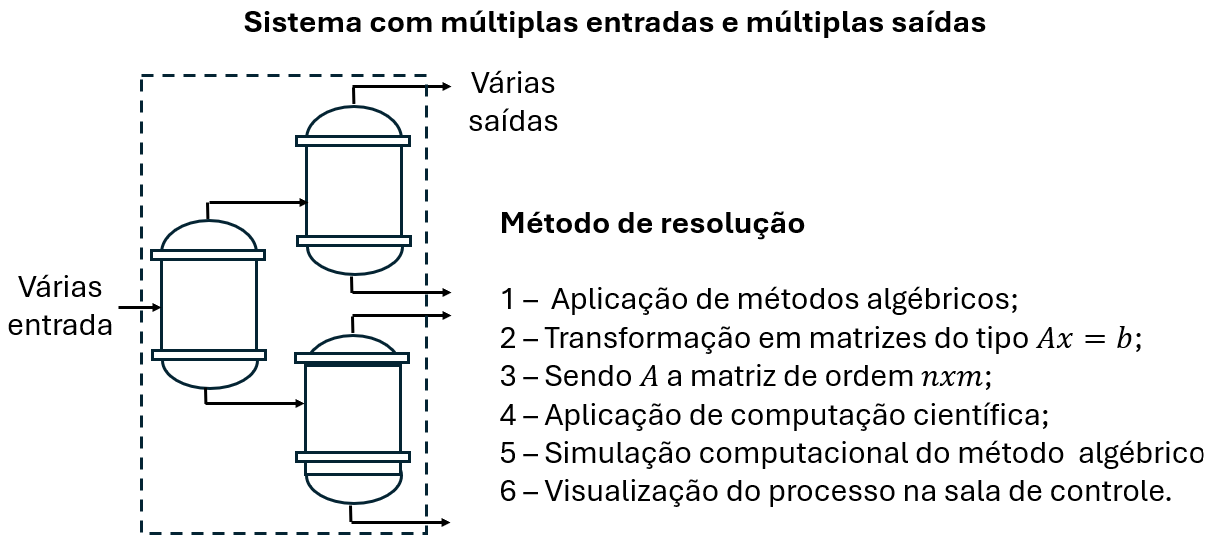 Sistema com múltiplas entradas e múltiplas saídas
Várias
saídas
Método de resolução
Várias
entrada
1 – Aplicação de métodos algébricos;
2 – Transformação em matrizes do tipo Ax = b;
3 – Sendo A a matriz de ordem nxm;
4 – Aplicação de computação científica;
5 – Simulação computacional do método algébrico
6 – Visualização do processo na sala de controle.